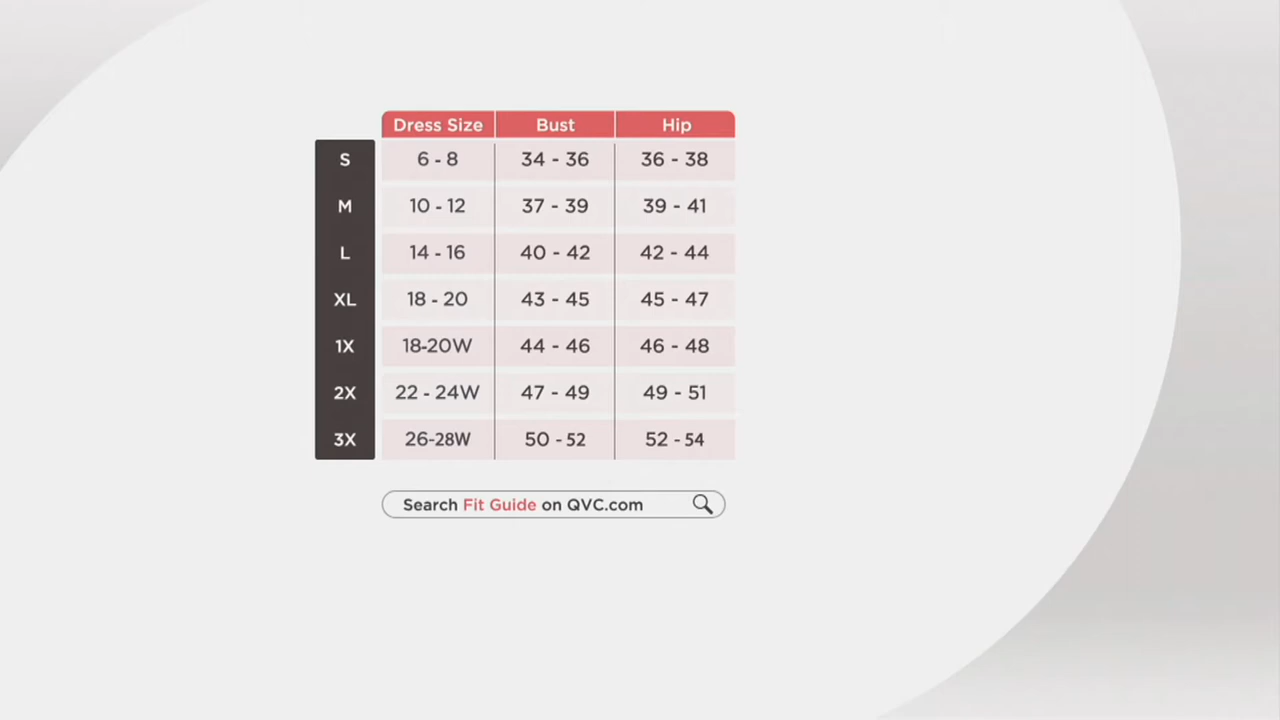 Dress Size Bust Hip
S 6 - 8 34 - 36 36 - 38
M 10 - 12 37 - 39 39 - 41
L 14 - 16 40 - 42 42 - 44
XL 18 - 20 43 - 45 45 - 47
1X 18-20W 44 - 46 46 - 48
2X 22 - 24W 47 - 49 49 - 51
3X 26-28W 50 - 52 52 - 54
Search Fit Guide on QVC.com